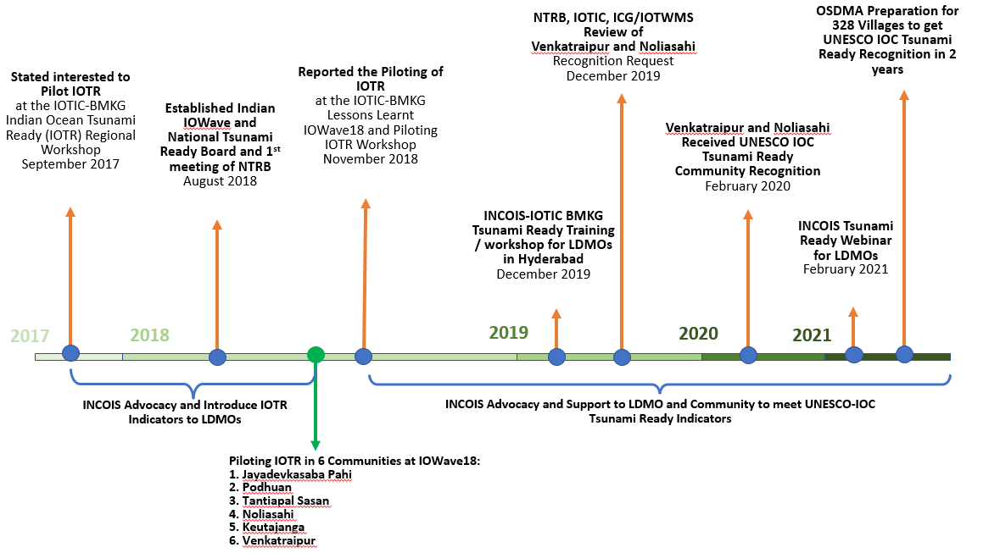 Stated interested to
Pilot IOTR
at the IOTIC-BMKG
Indian Ocean Tsunami
Ready (IOTR) Regional
Workshop
September 2017
Established Indian
IOWave and
National Tsunami
Ready Board and 1st
meeting of NTRB
August 2018
Reported the Piloting of
IOTR
at the IOTIC-BMKG
Lessons Learnt
IOWave18 and Piloting
IOTR Workshop
November 2018
INCOIS-IOTIC BMKG
Tsunami Ready Training
/ workshop for LDMOs
in Hyderabad
December 2019
NTRB, IOTIC, ICG/IOTWMS
Review of
Venkatraipur and Noliasahi
Recognition Request
December 2019
Venkatraipur and Noliasahi
Received UNESCO IOC
Tsunami Ready
Community Recognition
February 2020
INCOIS Tsunami
Ready Webinar
for LDMOs
February 2021
OSDMA Preparation for
328 Villages to get
UNESCO IOC Tsunami
Ready Recognition in 2
years
2017
2018
2019
2020
2021
INCOIS Advocacy and Introduce IOTR
Indicators to LDMOs
INCOIS Advocacy and Support to LDMO and Community to meet UNESCO-IOC
Tsunami Ready Indicators
Piloting IOTR in 6 Communities at IOWave18:
1. Jayadevkasaba Pahi
2. Podhuan
3. Tantiapal Sasan
4. Noliasahi
5. Keutajanga
6. Venkatraipur